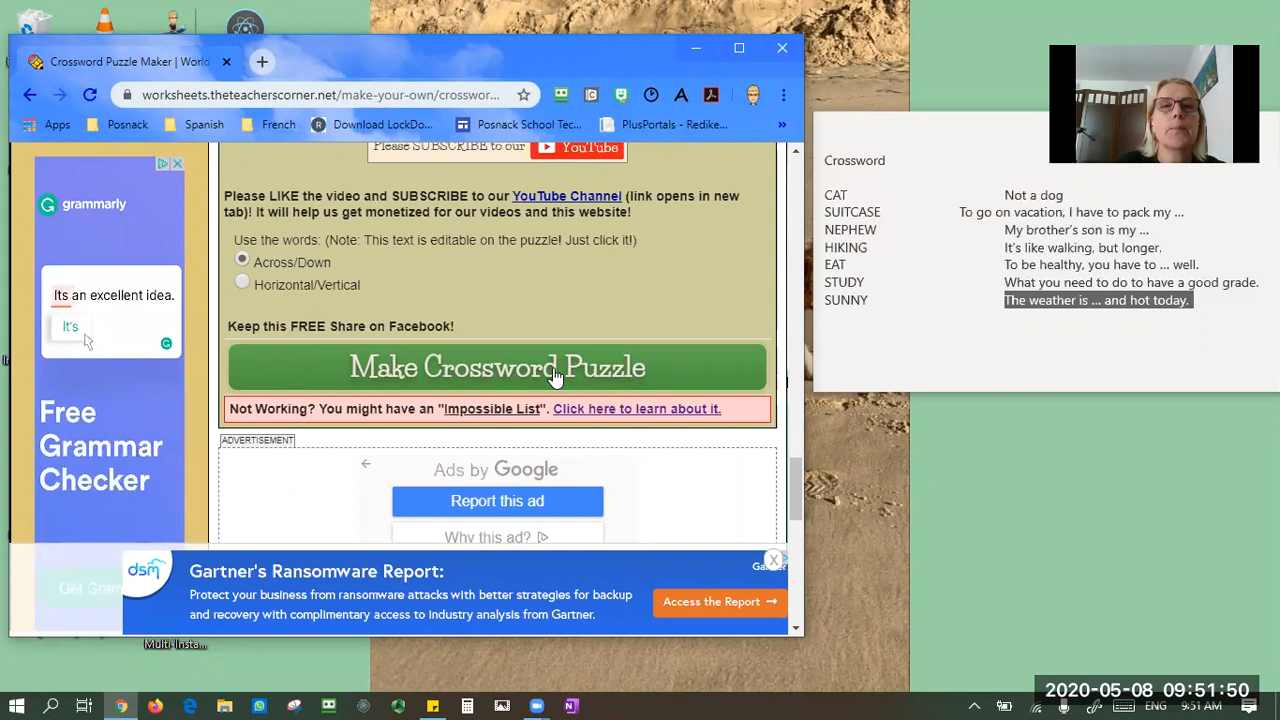 Crossword Puzzle Maker | World
worksheets.theteacherscorner.net/make-your-own/crosswor...
Apps
Posnack
Spanish
French
Download LockDo...
Posnack School Tec...
PlusPortals - Redike...
»
Please SUBSCRIBE to our
YouTube
Please LIKE the video and SUBSCRIBE to our YouTube Channel (link opens in new
tab)! It will help us get monetized for our videos and this website!
Use the words: (Note: This text is editable on the puzzle! Just click it!)
Across/Down
Horizontal/Vertical
Keep this FREE Share on Facebook!
Make Crossword Puzzle
Not Working? You might have an "Impossible List". Click here to learn about it.
ADVERTISEMENT
Ads by Google
Report this ad
Why this ad?
grammarly
Its an excellent idea.
It's
Free
Grammar
Checker
Get Gram
dsm
Gartner's Ransomware Report:
Protect your business from ransomware attacks with better strategies for backup
and recovery with complimentary access to industry analysis from Gartner.
Access the Report →
X
Multi-Insta...
Crossword
CAT Not a dog
SUITCASE To go on vacation, I have to pack my ...
NEPHEW My brother's son is my ...
HIKING It's like walking, but longer.
EAT To be healthy, you have to ... well.
STUDY What you need to do to have a good grade.
SUNNY The weather is ... and hot today.
2020-05-08 09:51:50
9:51 AM